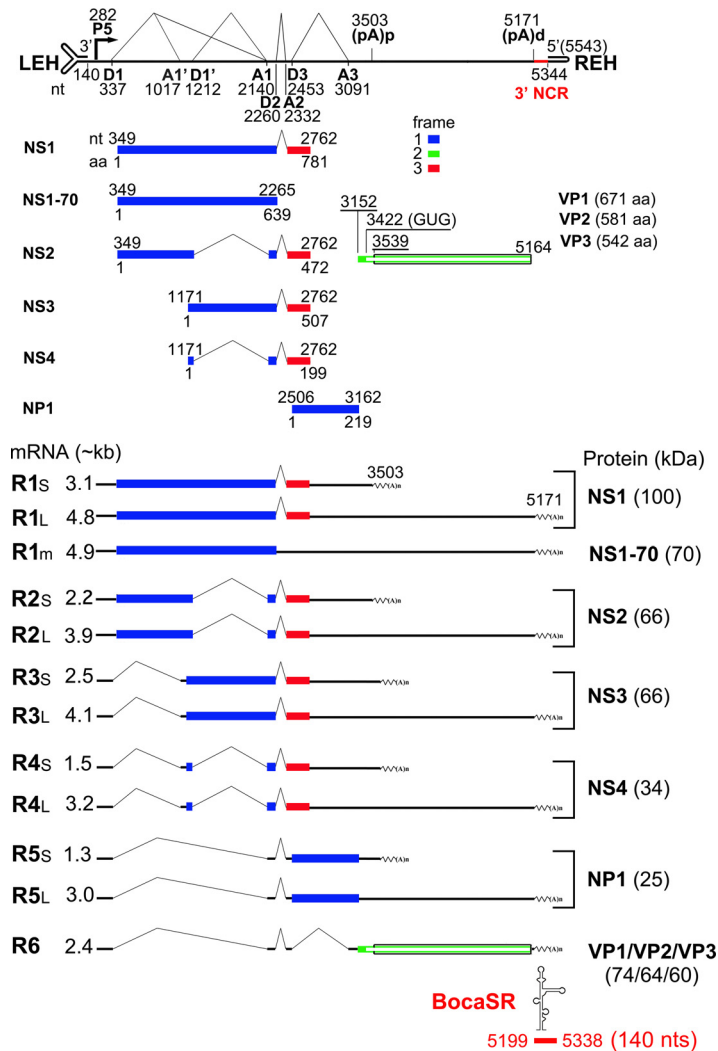 282
P5
3503
(pA)p
5171
(pA)d
3'
5'(5543)
LEH
REH
140 D1 A1' D1' A1 D3 A3 5344
nt 337 1017 1212 2140 2453 3091
3' NCR
D2 A2
2260 2332
frame
1
2
3
NS1
nt 349 2762
aa 1 781
NS1-70
349 2265
1 639
3152
3422 (GUG)
3539
5164
VP1 (671 aa)
VP2 (581 aa)
VP3 (542 aa)
NS2
349 2762
1 472
NS3
1171 2762
1 507
NS4
1171 2762
1 199
NP1
2506 3162
1 219
mRNA (~kb)
Protein (kDa)
R1S 3.1
3503
(A)n
R1L 4.8
5171
(A)n
NS1 (100)
R1m 4.9
(A)n
NS1-70 (70)
R2S 2.2
(A)n
R2L 3.9
(A)n
NS2 (66)
R3S 2.5
(A)n
R3L 4.1
(A)n
NS3 (66)
R4S 1.5
(A)n
R4L 3.2
(A)n
NS4 (34)
R5S 1.3
(A)n
R5L 3.0
(A)n
NP1 (25)
R6 2.4
(A)n
VP1/VP2/VP3
(74/64/60)
BocaSR
5199 5338 (140 nts)